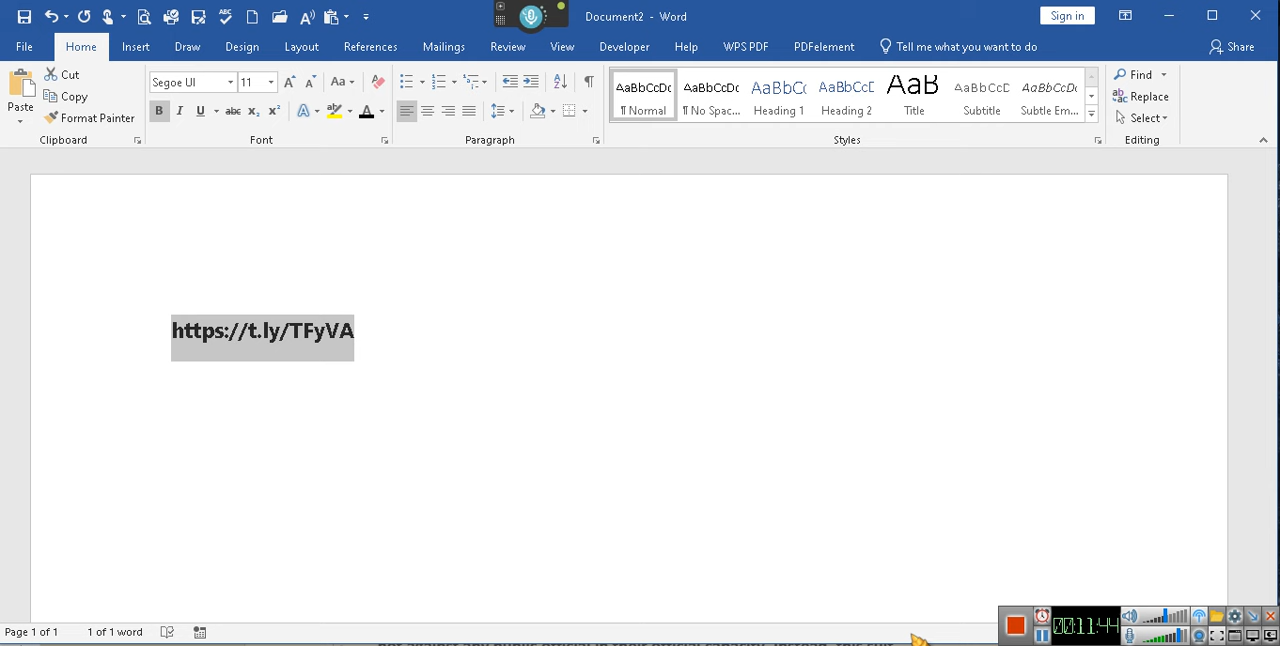 Document2 - Word
Sign in
File Home Insert Draw Design Layout References Mailings Review View Developer Help WPS PDF PDFelement Tell me what you want to do Share
Paste
Cut
Copy
Format Painter
Clipboard
Segoe UI 11
Font
Paragraph
AaBbCcDc AaBbCcDc AaBbC AaBbCcC AaB AaBbCcD AaBbCcDc
¶ Normal ¶ No Spac... Heading 1 Heading 2 Title Subtitle Subtle Em...
Styles
Find
Replace
Select
Editing
https://t.ly/TFyVA
Page 1 of 1 1 of 1 word
00:11:44